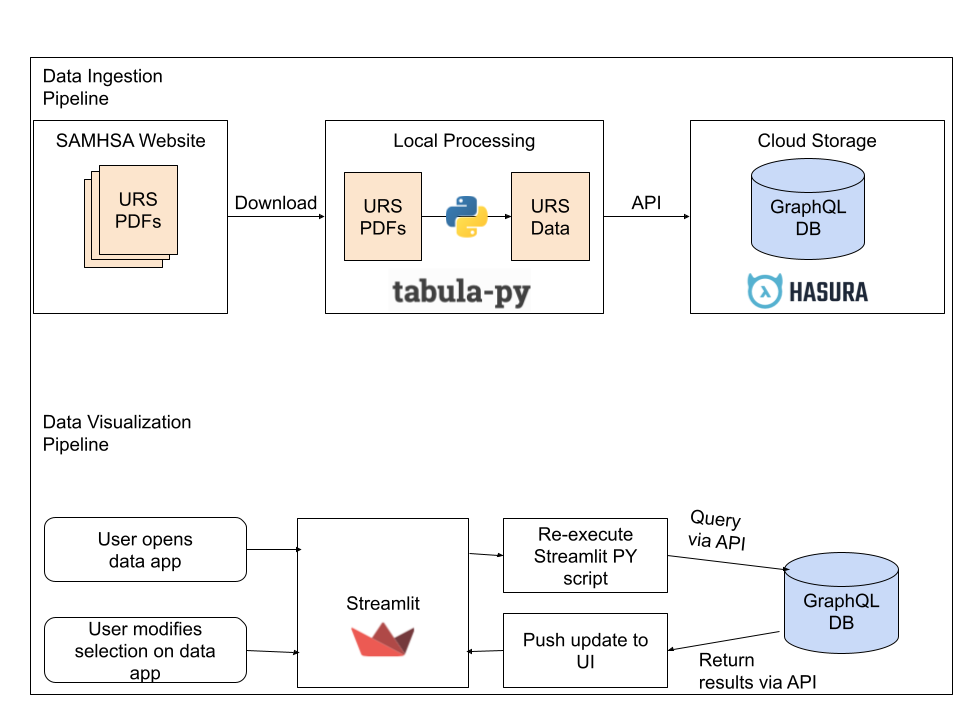 Data Ingestion
Pipeline
SAMHSA Website
URS
PDFs
Download
Local Processing
URS
PDFs
URS
Data
tabula-py
API
Cloud Storage
GraphQL
DB
HASURA
Data Visualization
Pipeline
User opens
data app
User modifies
selection on data
app
Streamlit
Re-execute
Streamlit PY
script
Push update to
UI
Query
via API
GraphQL
DB
Return
results via API